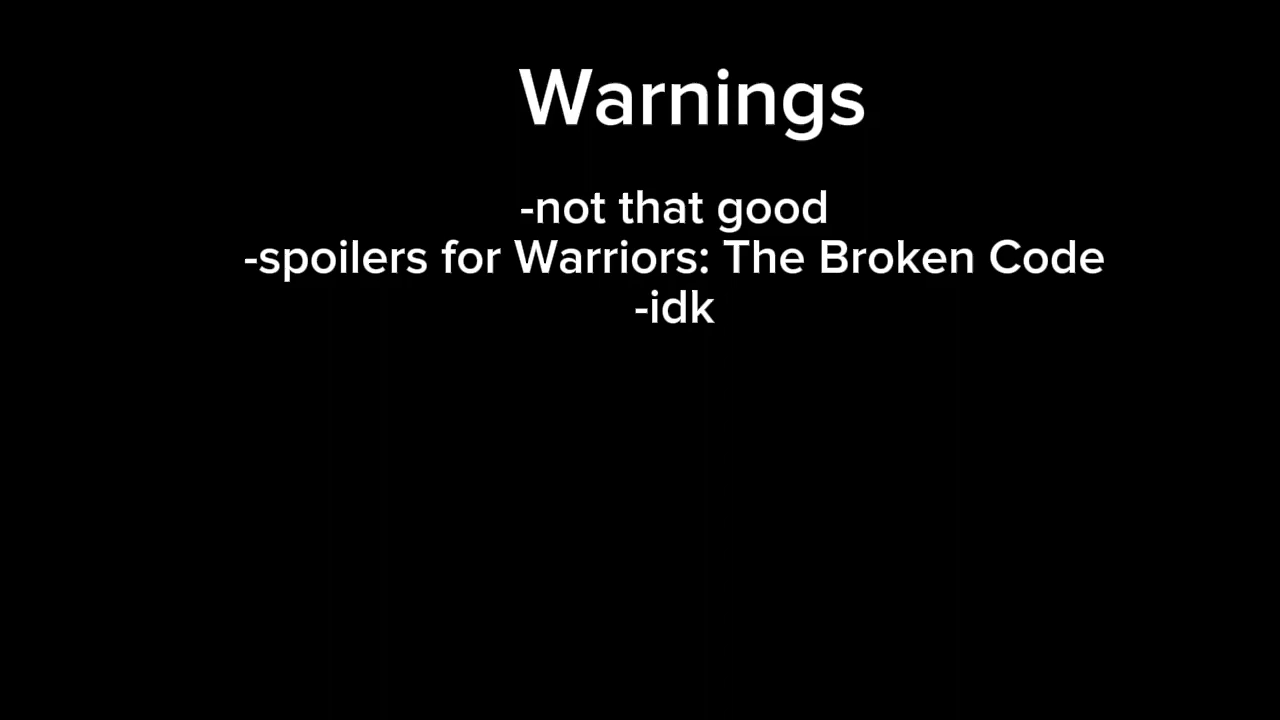 Warnings
-not that good
-spoilers for Warriors: The Broken Code
-idk